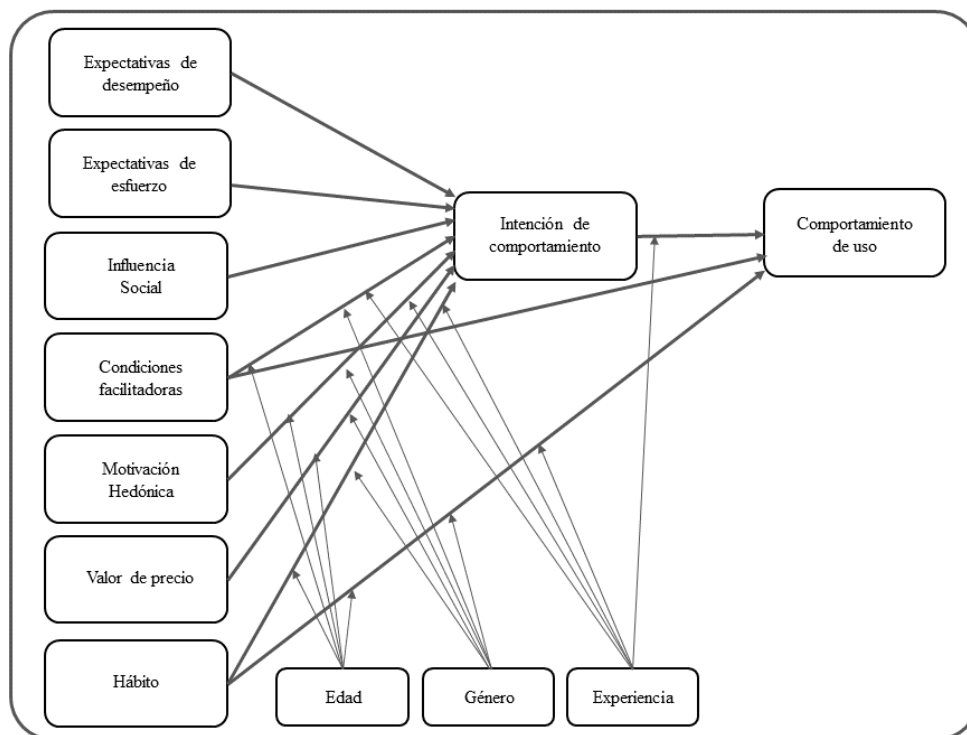 Expectativas de
desempeño
Expectativas de
esfuerzo
Influencia
Social
Condiciones
facilitadoras
Motivación
Hedónica
Valor de precio
Hábito
Intención de
comportamiento
Comportamiento
de uso
Edad
Género
Experiencia